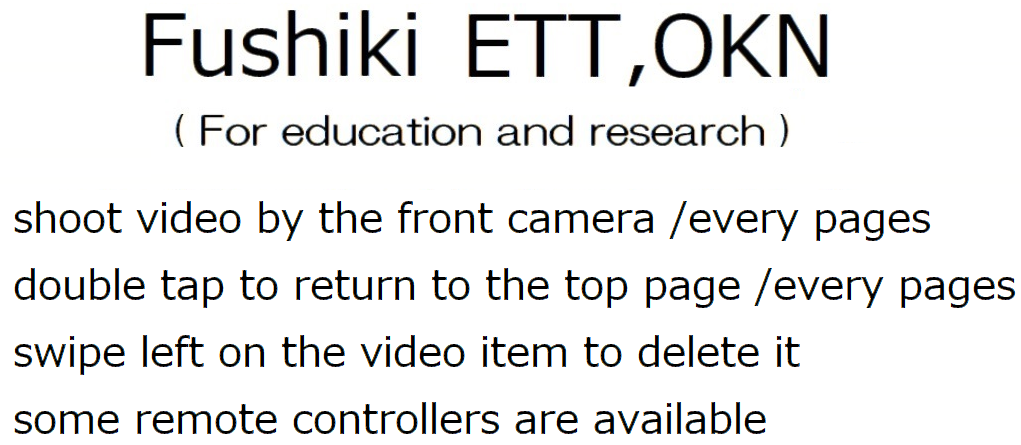 Fushiki ETT,OKN
( For education and research )
shoot video by the front camera /every pages
double tap to return to the top page /every pages
swipe left on the video item to delete it
some remote controllers are available